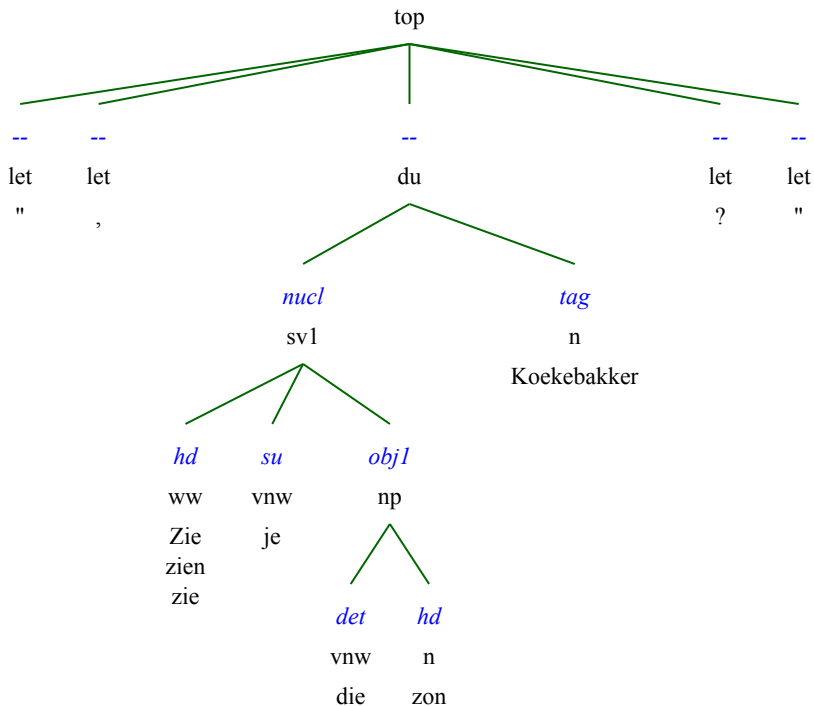 top
-- -- -- -- --
let let du let let
" , ? "
nucl tag
sv1 n
Koekebakker
hd su obj1
ww vnw np
Zie je
zien
zie
det hd
vnw n
die zon